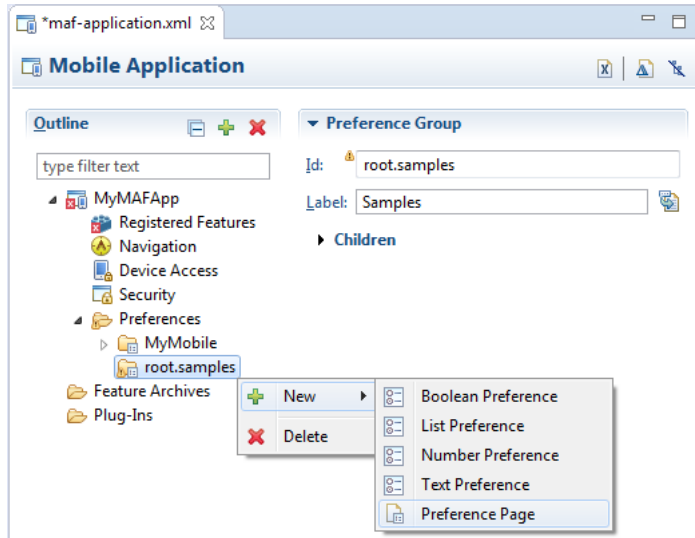 *maf-application.xml
Mobile Application
Outline
type filter text
MyMAFApp
Registered Features
Navigation
Device Access
Security
Preferences
MyMobile
root.samples
Feature Archives
Plug-Ins
Preference Group
Id: root.samples
Label: Samples
Children
New
Delete
Boolean Preference
List Preference
Number Preference
Text Preference
Preference Page